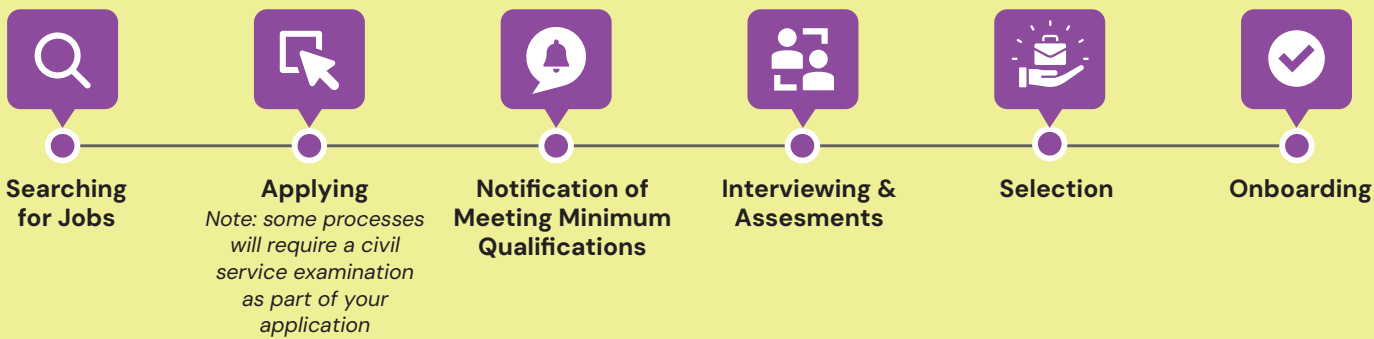 Searching
for Jobs
Applying
Note: some processes
will require a civil
service examination
as part of your
application
Notification of
Meeting Minimum
Qualifications
Interviewing &
Assesments
Selection
Onboarding